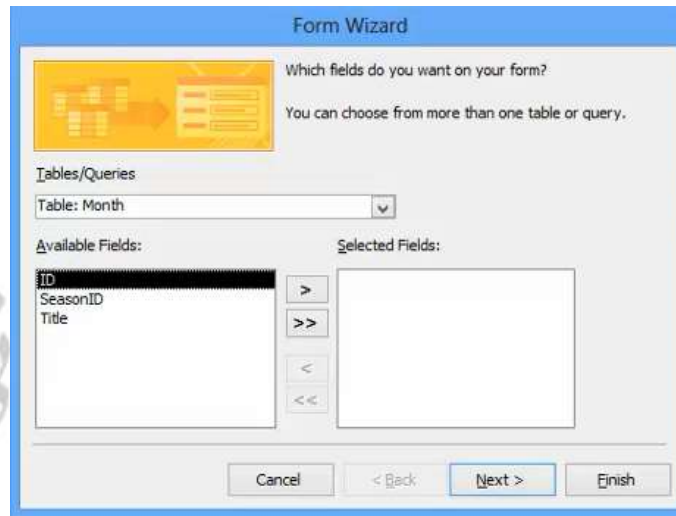 Form Wizard
Which fields do you want on your form?
You can choose from more than one table or query.
Tables/Queries
Table: Month
Available Fields:
Selected Fields:
ID
SeasonID
Title
>
>>
<
<<
Cancel
< Back
Next >
Finish